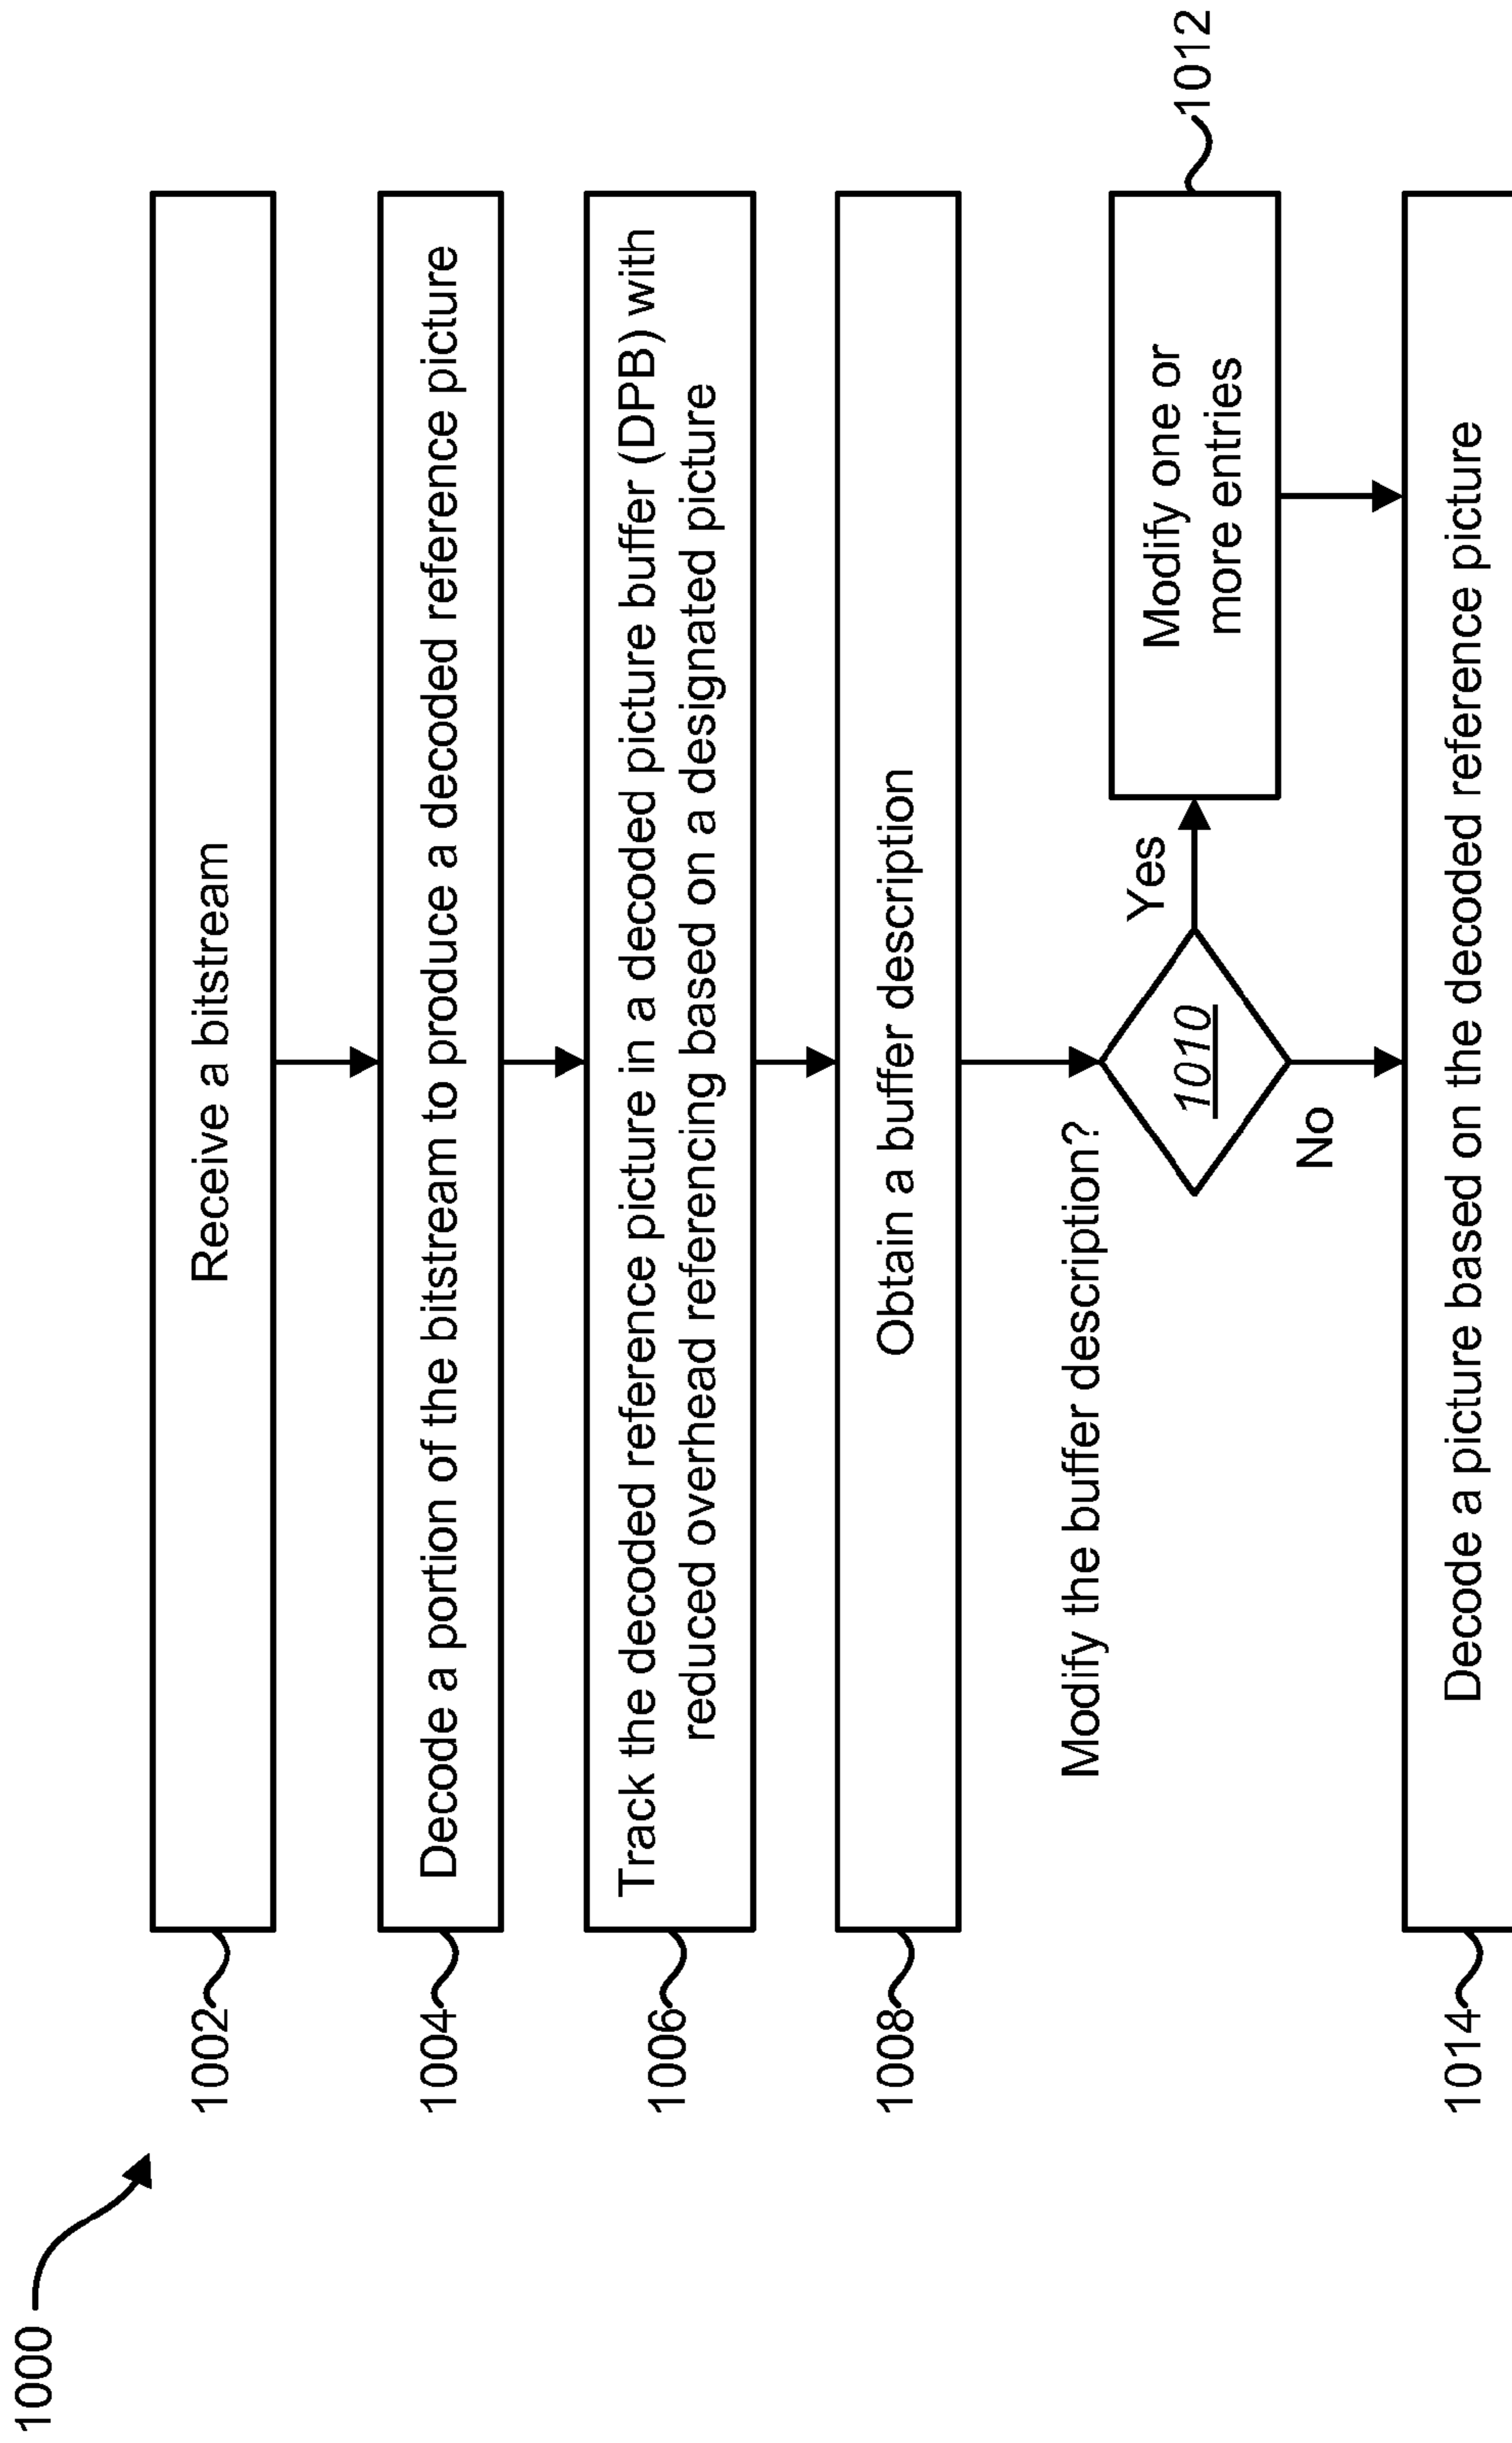 1000
1002
Receive a bitstream
1004
Decode a portion of the bitstream to produce a decoded reference picture
1006
Track the decoded reference picture in a decoded picture buffer (DPB) with
reduced overhead referencing based on a designated picture
1008
Obtain a buffer description
Modify the buffer description?
1010
Yes
No
Modify one or
more entries
1012
1014
Decode a picture based on the decoded reference picture